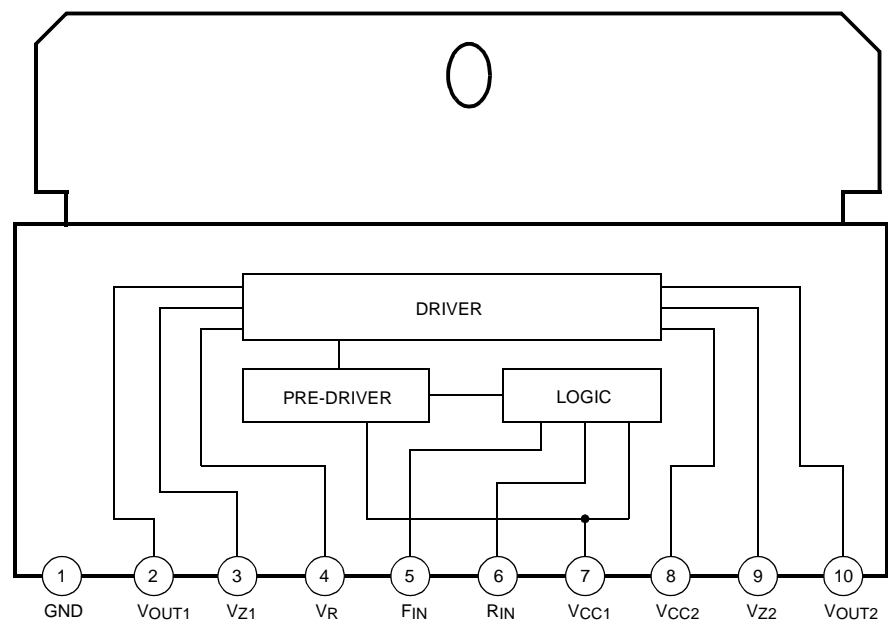 DRIVER
PRE-DRIVER LOGIC
1 2 3 4 5 6 7 8 9 10
GND VOUT1 VZ1 VR FIN RIN VCC1 VCC2 VZ2 VOUT2